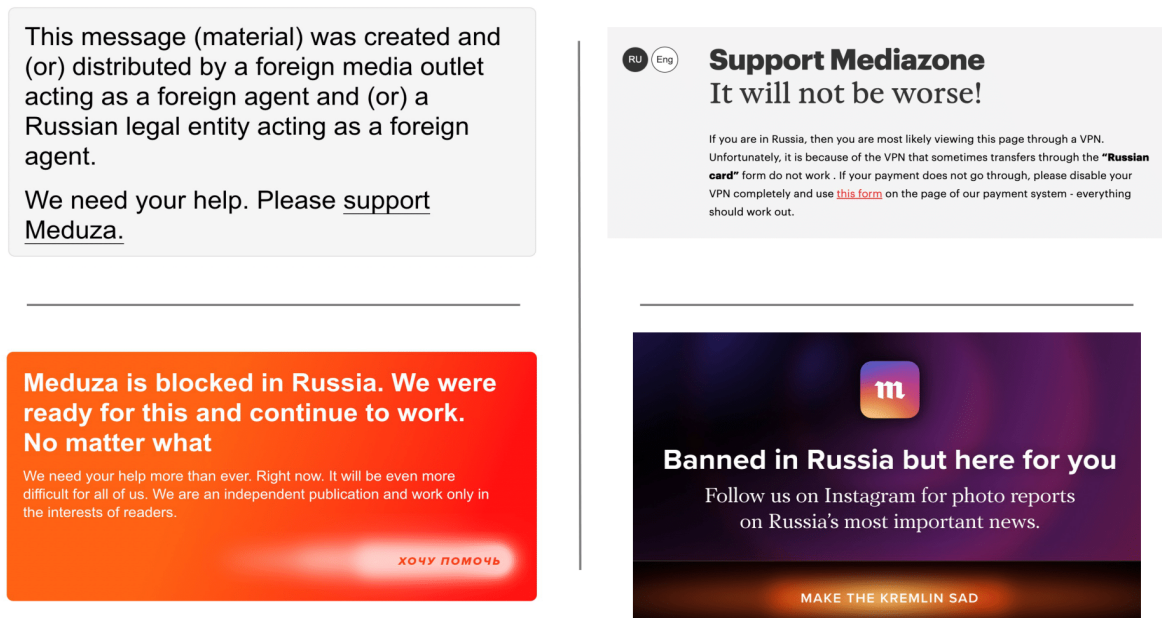 This message (material) was created and
(or) distributed by a foreign media outlet
acting as a foreign agent and (or) a
Russian legal entity acting as a foreign
agent.
We need your help. Please support
Meduza.
RU Eng
Support Mediazone
It will not be worse!
If you are in Russia, then you are most likely viewing this page through a VPN.
Unfortunately, it is because of the VPN that sometimes transfers through the “Russian
card” form do not work . If your payment does not go through, please disable your
VPN completely and use this form on the page of our payment system - everything
should work out.
Meduza is blocked in Russia. We were
ready for this and continue to work.
No matter what
We need your help more than ever. Right now. It will be even more
difficult for all of us. We are an independent publication and work only in
the interests of readers.
ХОЧУ ПОМОЧЬ
m
Banned in Russia but here for you
Follow us on Instagram for photo reports
on Russia’s most important news.
MAKE THE KREMLIN SAD